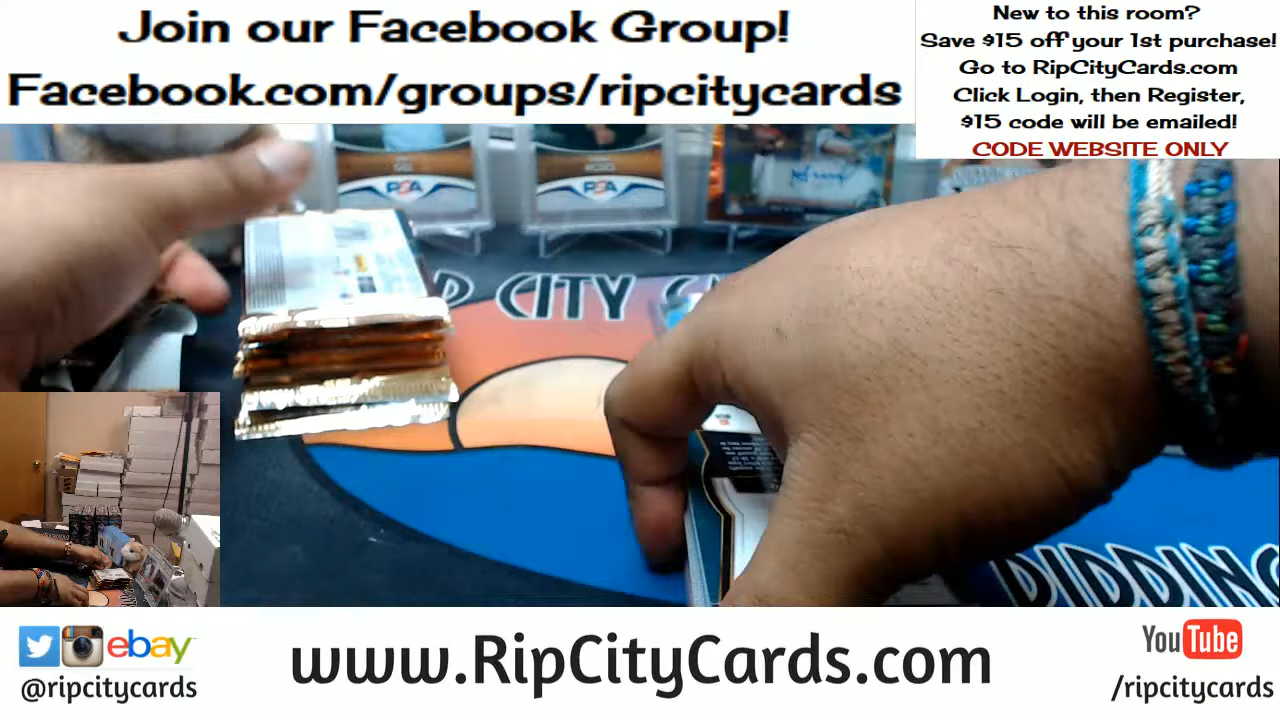 Join our Facebook Group!
Facebook.com/groups/ripcitycards
New to this room?
Save $15 off your 1st purchase!
Go to RipCityCards.com
Click Login, then Register,
$15 code will be emailed!
CODE WEBSITE ONLY
PSA PSA
CITY
BIDDING
ebay
@ripcitycards
www.RipCityCards.com
YouTube
/ripcitycards